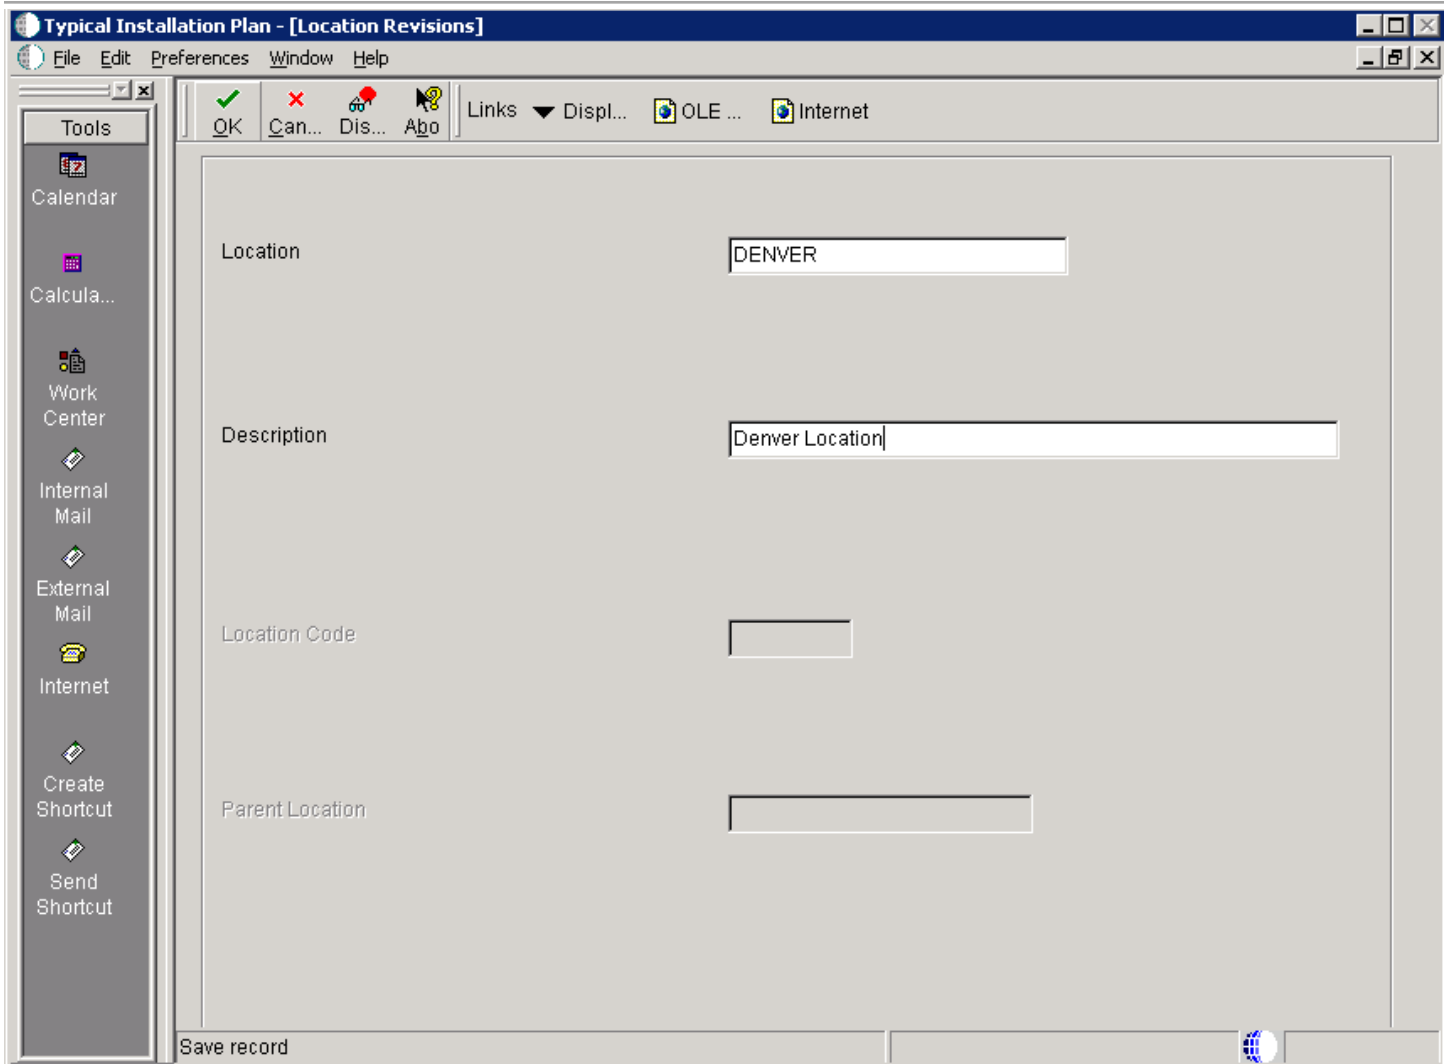 Typical Installation Plan - [Location Revisions]
File Edit Preferences Window Help
Tools
OK Can... Dis... Abo Links Displ... OLE ... Internet
Calendar
Calcula...
Work
Center
Internal
Mail
External
Mail
Internet
Create
Shortcut
Send
Shortcut
Location DENVER
Description Denver Location
Location Code
Parent Location
Save record